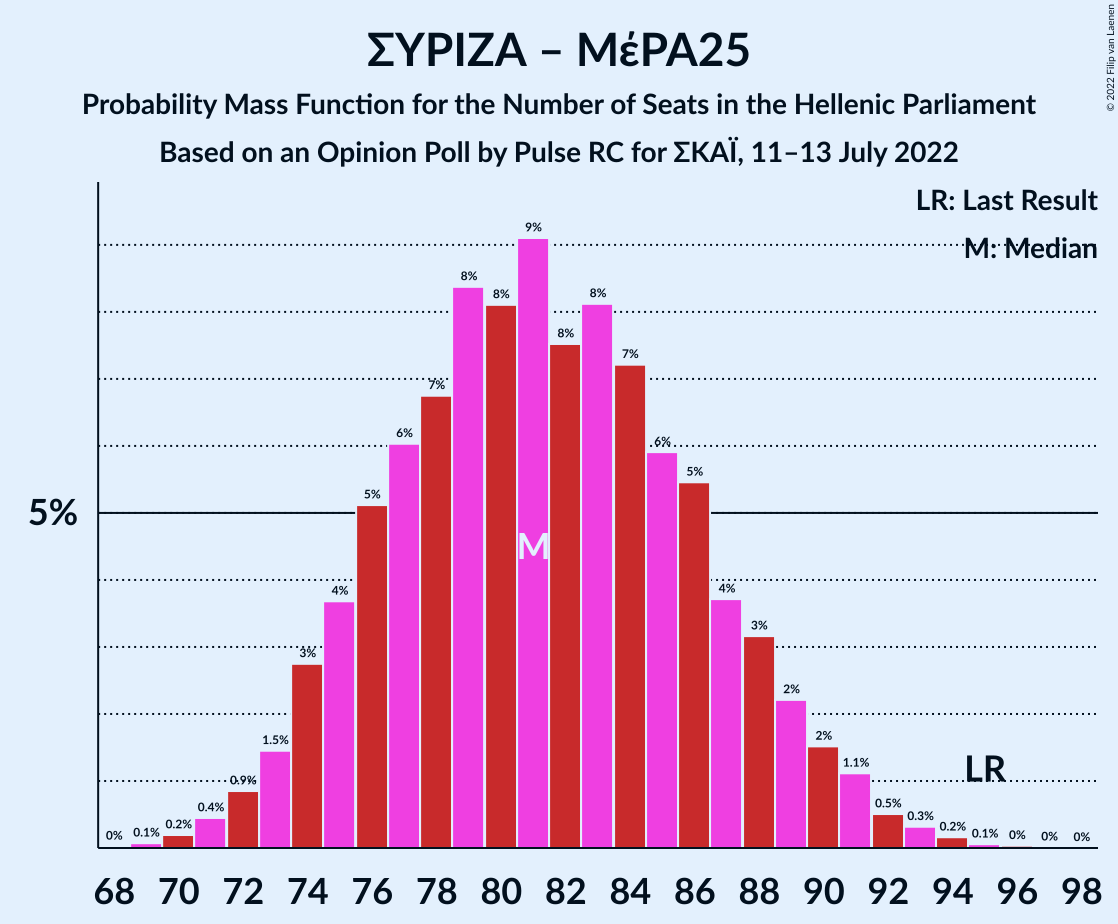 ΣΥΡΙΖΑ – ΜέΡΑ25
Probability Mass Function for the Number of Seats in the Hellenic Parliament
Based on an Opinion Poll by Pulse RC for ΣΚΑΪ, 11–13 July 2022
© 2022 Filip van Laenen
LR: Last Result
M: Median
5%
0% 0.1% 0.2% 0.4% 0.9% 1.5% 3% 4% 5% 6% 7% 8% 8% 9% 8% 8% 7% 6% 5% 4% 3% 2% 2% 1.1% 0.5% 0.3% 0.2% 0.1% 0% 0% 0%
M
LR
68 70 72 74 76 78 80 82 84 86 88 90 92 94 96 98